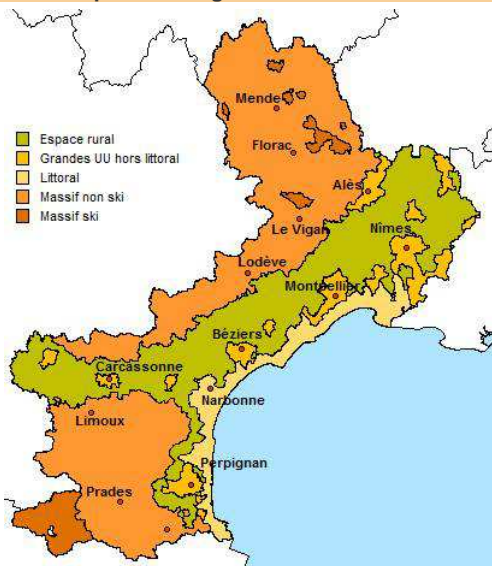 Mende
Espace rural
Grandes UU hors littoral
Littoral
Massif non ski
Massif ski
Florac
Alès
Le Vigan
Nîmes
Lodève
Montpellier
Béziers
Carcassonne
Narbonne
Limoux
Perpignan
Prades